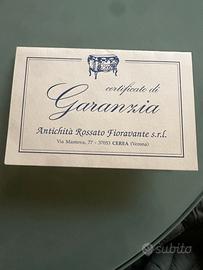 certificato di
Garanzia
Antichità Rossato Fioravante s.r.l.
Via Mantova, 77 - 37053 CEREA (Verona)
subito